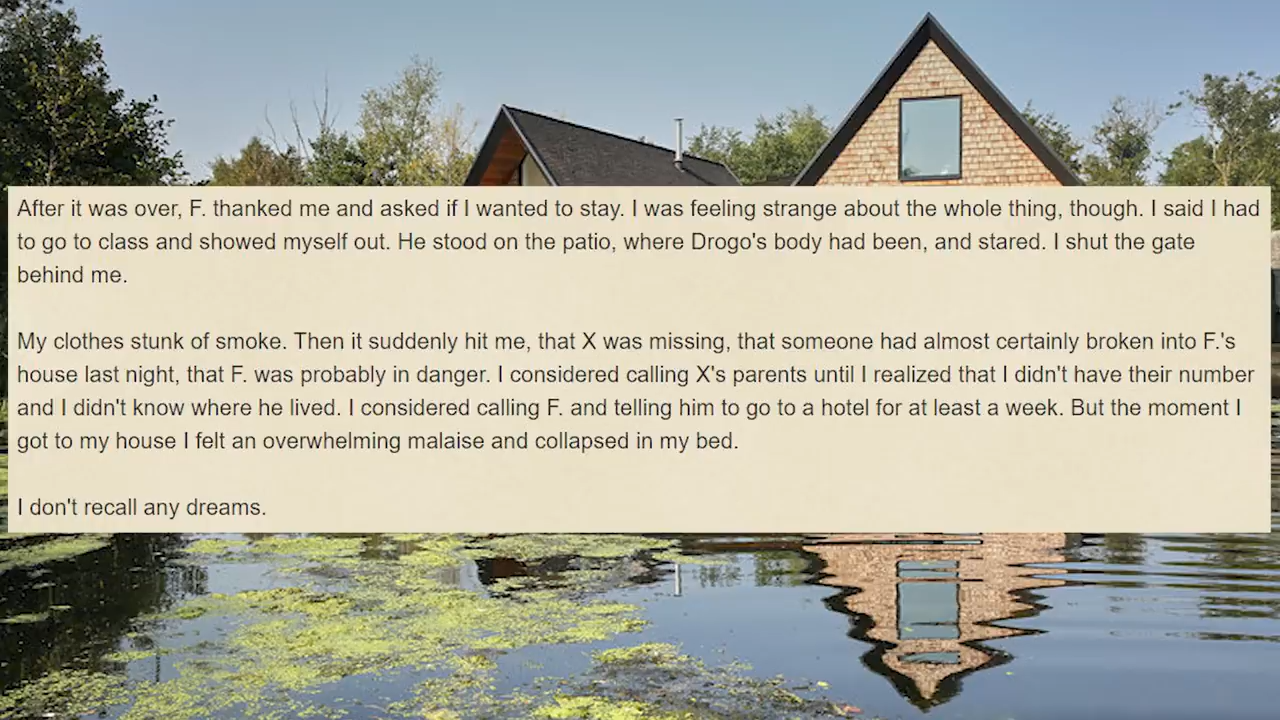 After it was over, F. thanked me and asked if I wanted to stay. I was feeling strange about the whole thing, though. I said I had
to go to class and showed myself out. He stood on the patio, where Drogo's body had been, and stared. I shut the gate
behind me.
My clothes stunk of smoke. Then it suddenly hit me, that X was missing, that someone had almost certainly broken into F.'s
house last night, that F. was probably in danger. I considered calling X's parents until I realized that I didn't have their number
and I didn't know where he lived. I considered calling F. and telling him to go to a hotel for at least a week. But the moment I
got to my house I felt an overwhelming malaise and collapsed in my bed.
I don't recall any dreams.